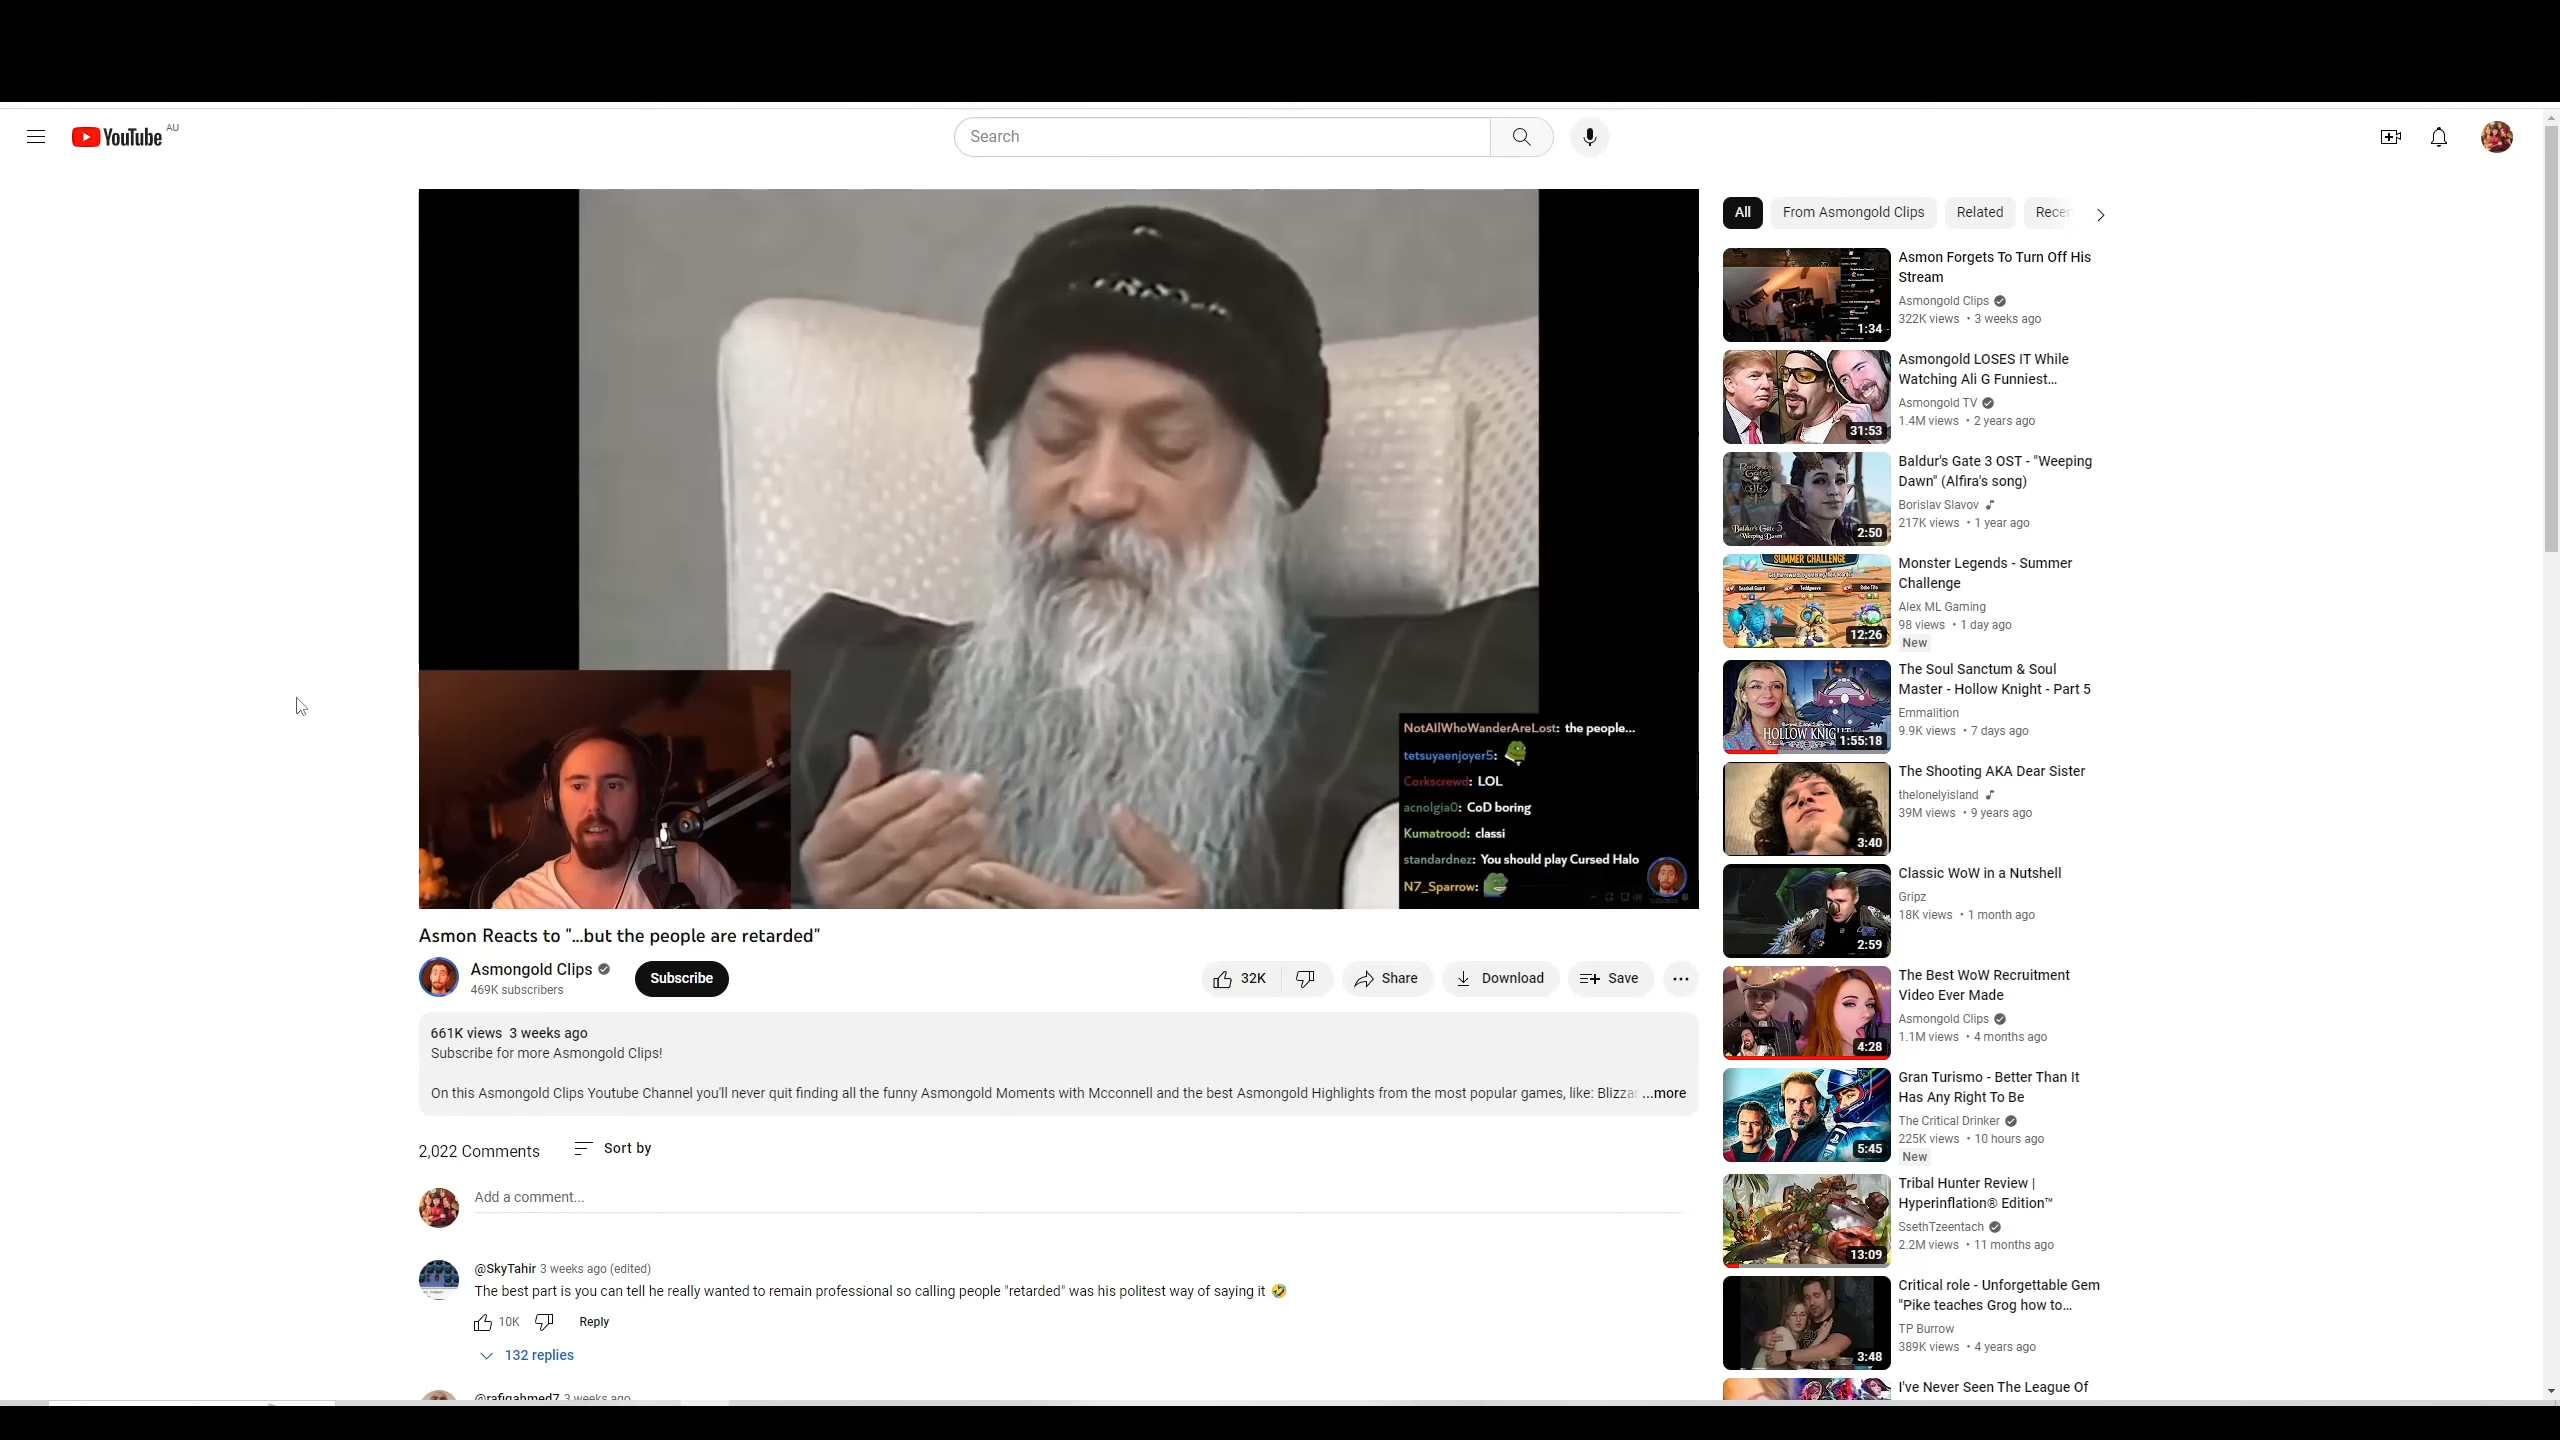 YouTube AU
Search
NotAllWhoWanderAreLost: the people...
tetsuyaenjoyer5:
Corkscrewd: LOL
acnolgia0: CoD boring
Kumatrood: classi
standardnez: You should play Cursed Halo
N7_Sparrow:
Asmon Reacts to "...but the people are retarded"
Asmongold Clips
469K subscribers
Subscribe
32K
Share
Download
Save
661K views 3 weeks ago
Subscribe for more Asmongold Clips!
On this Asmongold Clips Youtube Channel you'll never quit finding all the funny Asmongold Moments with Mcconnell and the best Asmongold Highlights from the most popular games, like: Blizzar ...more
2,022 Comments
Sort by
Add a comment...
@SkyTahir 3 weeks ago (edited)
The best part is you can tell he really wanted to remain professional so calling people "retarded" was his politest way of saying it 🤣
10K
Reply
132 replies
@rafiqahmed7 3 weeks ago
All
From Asmongold Clips
Related
Recen
Asmon Forgets To Turn Off His
Stream
Asmongold Clips
322K views • 3 weeks ago
1:34
Asmongold LOSES IT While
Watching Ali G Funniest...
Asmongold TV
1.4M views • 2 years ago
31:53
Baldur's Gate 3 OST - "Weeping
Dawn" (Alfira's song)
Borislav Slavov
217K views • 1 year ago
Baldur's Gate 3
Weeping Dawn
2:50
Monster Legends - Summer
Challenge
Alex ML Gaming
98 views • 1 day ago
New
SUMMER CHALLENGE
12:26
The Soul Sanctum & Soul
Master - Hollow Knight - Part 5
Emmalition
9.9K views • 7 days ago
HOLLOW KNIG
1:55:18
The Shooting AKA Dear Sister
thelonelyisland
39M views • 9 years ago
3:40
Classic WoW in a Nutshell
Gripz
18K views • 1 month ago
2:59
The Best WoW Recruitment
Video Ever Made
Asmongold Clips
1.1M views • 4 months ago
4:28
Gran Turismo - Better Than It
Has Any Right To Be
The Critical Drinker
225K views • 10 hours ago
New
5:45
Tribal Hunter Review |
Hyperinflation® Edition™
SsethTzeentach
2.2M views • 11 months ago
13:09
Critical role - Unforgettable Gem
"Pike teaches Grog how to...
TP Burrow
389K views • 4 years ago
3:48
I've Never Seen The League Of